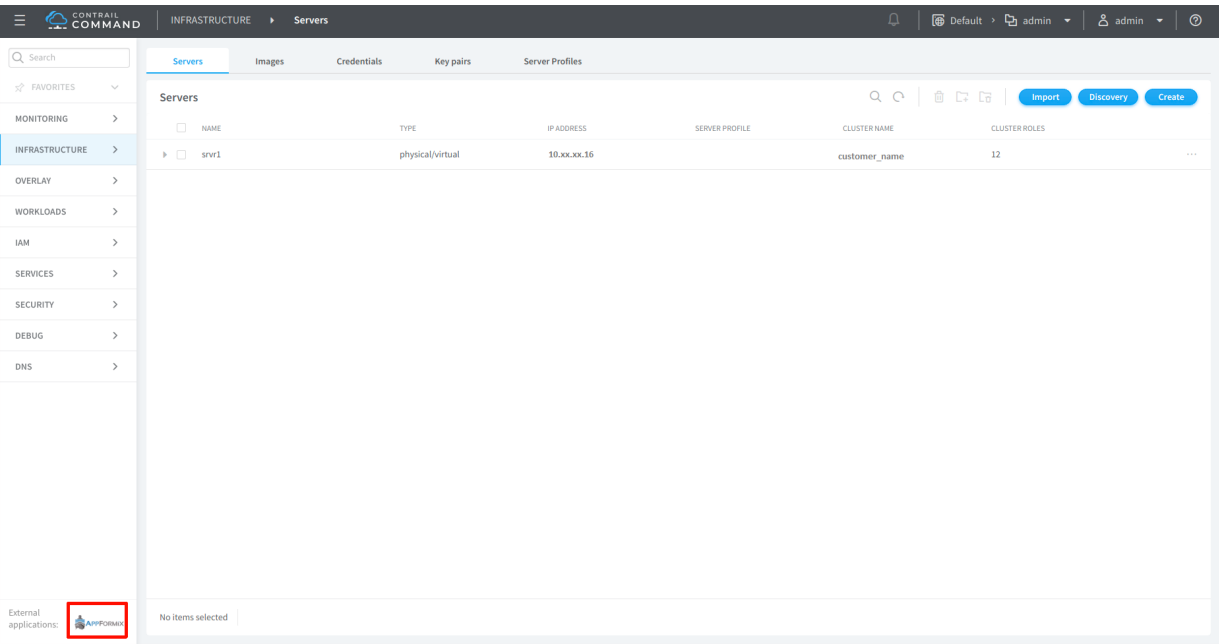 CONTRAIL
COMMAND
INFRASTRUCTURE Servers
Default admin admin
Search
FAVORITES
MONITORING
INFRASTRUCTURE
OVERLAY
WORKLOADS
IAM
SERVICES
SECURITY
DEBUG
DNS
External
applications:
APPFORMIX
Servers Images Credentials Key pairs Server Profiles
Servers
Import Discovery Create
NAME TYPE IP ADDRESS SERVER PROFILE CLUSTER NAME CLUSTER ROLES
srvr1 physical/virtual 10.xx.xx.16 customer_name 12
No items selected